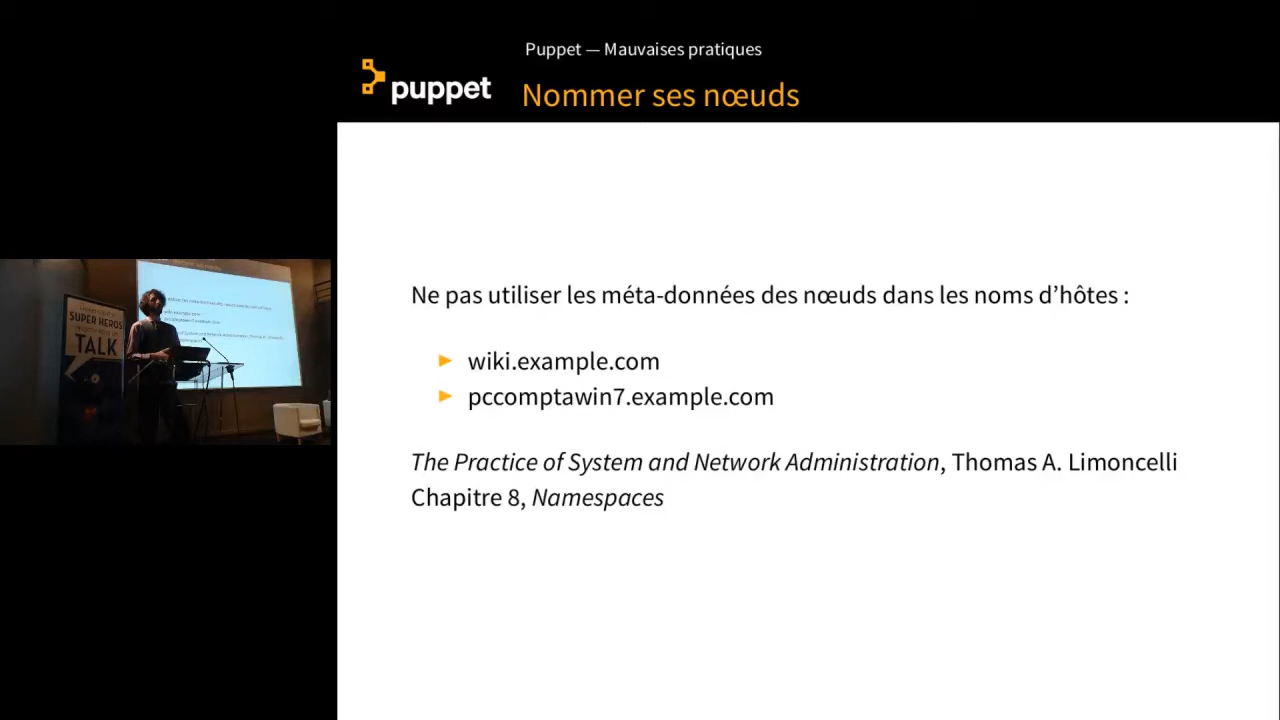 Puppet — Mauvaises pratiques
puppet
Nommer ses nœuds
Ne pas utiliser les méta-données des nœuds dans les noms d’hôtes :
wiki.example.com
pccomptawin7.example.com
The Practice of System and Network Administration, Thomas A. Limoncelli
Chapitre 8, Namespaces
SUPER HEROS
TALK